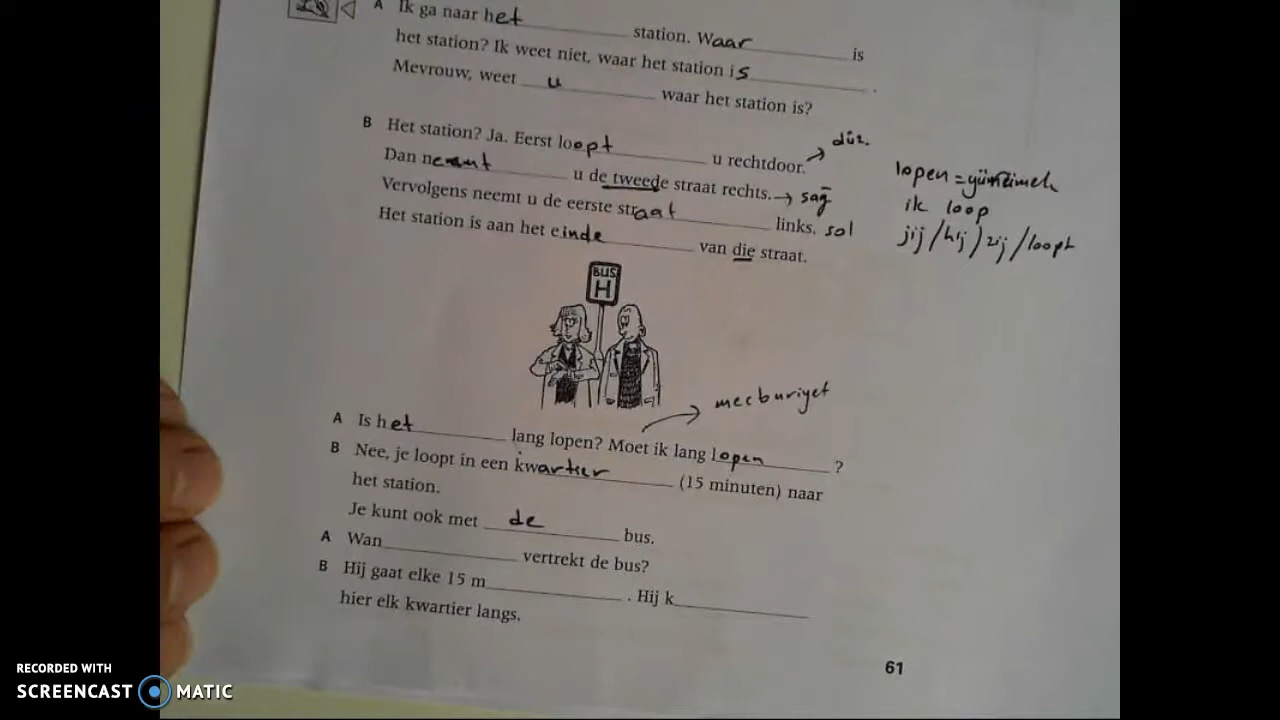 A Ik ga naar het station. Waar is
het station? Ik weet niet, waar het station is.
Mevrouw, weet u waar het station is?
B Het station? Ja. Eerst loopt u rechtdoor. → düz.
Dan neemt u de tweede straat rechts. → sağ
Vervolgens neemt u de eerste straat links. sol
Het station is aan het einde van die straat.
lopen = yürümek
ik loop
jij/hij/zij/loopt
BUS
H
mecburiyet
A Is het lang lopen? Moet ik lang lopen?
B Nee, je loopt in een kwartier (15 minuten) naar
het station.
Je kunt ook met de bus.
A Wan____ vertrekt de bus?
B Hij gaat elke 15 m____. Hij k____
hier elk kwartier langs.
61
RECORDED WITH
SCREENCAST MATIC